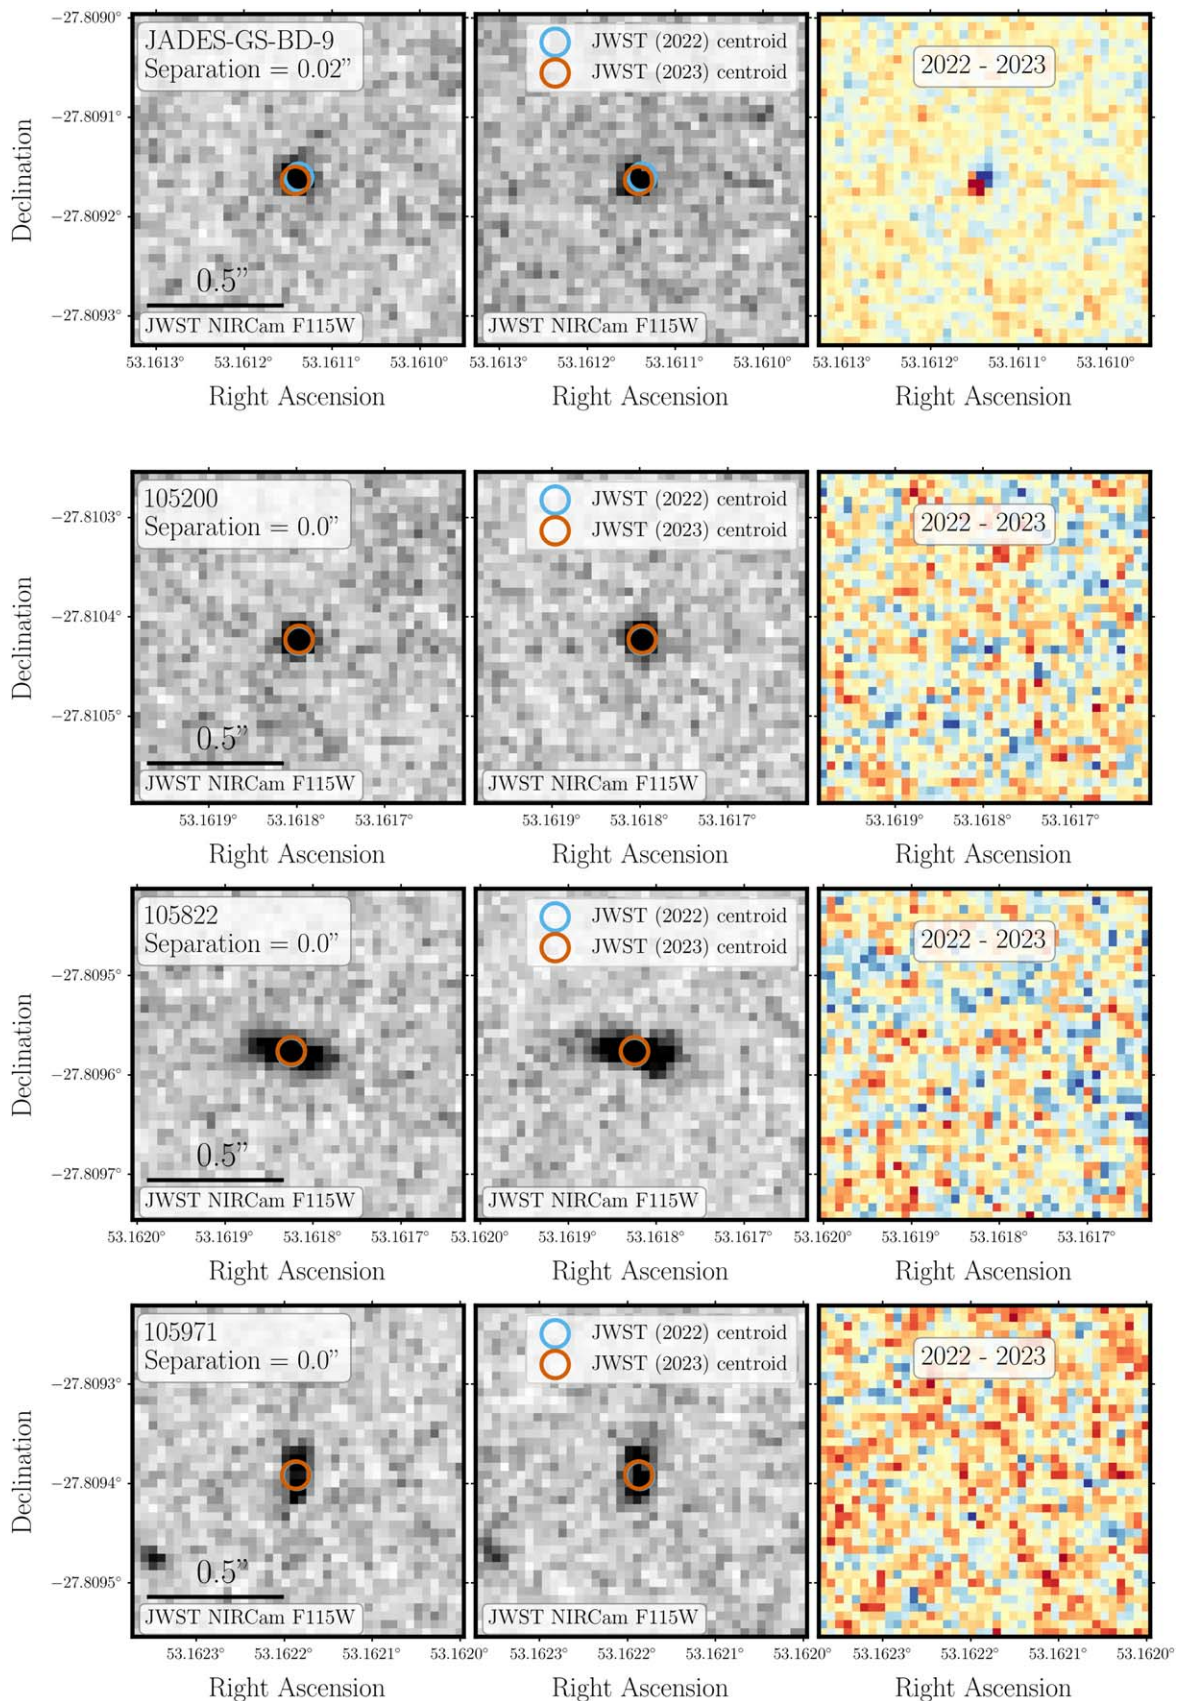 JADES-GS-BD-9
Separation = 0.02"
JWST (2022) centroid
JWST (2023) centroid
2022 - 2023
−27.8090°
−27.8091°
−27.8092°
−27.8093°
Declination
0.5"
JWST NIRCam F115W
JWST NIRCam F115W
53.1613° 53.1612° 53.1611° 53.1610°
53.1613° 53.1612° 53.1611° 53.1610°
53.1613° 53.1612° 53.1611° 53.1610°
Right Ascension
Right Ascension
Right Ascension
105200
Separation = 0.0"
JWST (2022) centroid
JWST (2023) centroid
2022 - 2023
−27.8103°
−27.8104°
−27.8105°
Declination
0.5"
JWST NIRCam F115W
JWST NIRCam F115W
53.1619° 53.1618° 53.1617°
53.1619° 53.1618° 53.1617°
53.1619° 53.1618° 53.1617°
Right Ascension
Right Ascension
Right Ascension
105822
Separation = 0.0"
JWST (2022) centroid
JWST (2023) centroid
2022 - 2023
−27.8095°
−27.8096°
−27.8097°
Declination
0.5"
JWST NIRCam F115W
JWST NIRCam F115W
53.1620° 53.1619° 53.1618° 53.1617°
53.1620° 53.1619° 53.1618° 53.1617°
53.1620° 53.1619° 53.1618° 53.1617°
Right Ascension
Right Ascension
Right Ascension
105971
Separation = 0.0"
JWST (2022) centroid
JWST (2023) centroid
2022 - 2023
−27.8093°
−27.8094°
−27.8095°
Declination
0.5"
JWST NIRCam F115W
JWST NIRCam F115W
53.1623° 53.1622° 53.1621° 53.1620°
53.1623° 53.1622° 53.1621° 53.1620°
53.1623° 53.1622° 53.1621° 53.1620°
Right Ascension
Right Ascension
Right Ascension